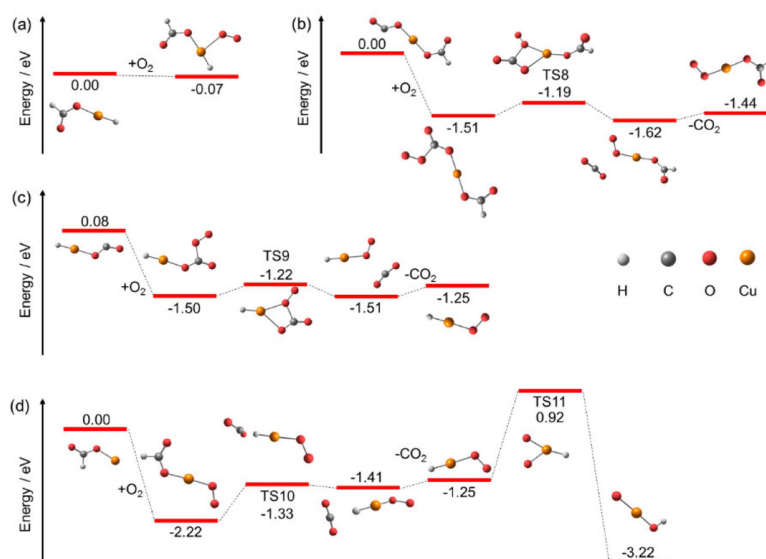 (a)
Energy / eV
0.00
+O2
-0.07
(b)
Energy / eV
0.00
+O2
-1.51
TS8
-1.19
-1.62
-CO2
-1.44
(c)
Energy / eV
0.08
+O2
-1.50
TS9
-1.22
-1.51
-CO2
-1.25
H C O Cu
(d)
Energy / eV
0.00
+O2
-2.22
TS10
-1.33
-1.41
-CO2
-1.25
TS11
0.92
-3.22